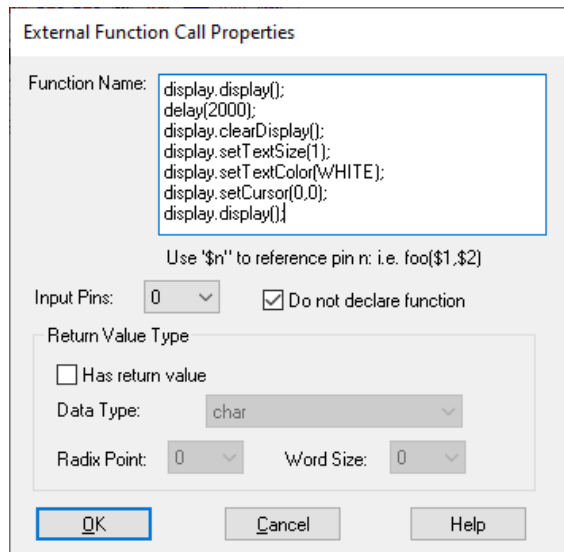 External Function Call Properties
Function Name:
display.display();
delay(2000);
display.clearDisplay();
display.setTextSize(1);
display.setTextColor(WHITE);
display.setCursor(0,0);
display.display();
Use '$n'' to reference pin n: i.e. foo($1,$2)
Input Pins: 0 Do not declare function
Return Value Type
Has return value
Data Type: char
Radix Point: 0 Word Size: 0
OK Cancel Help